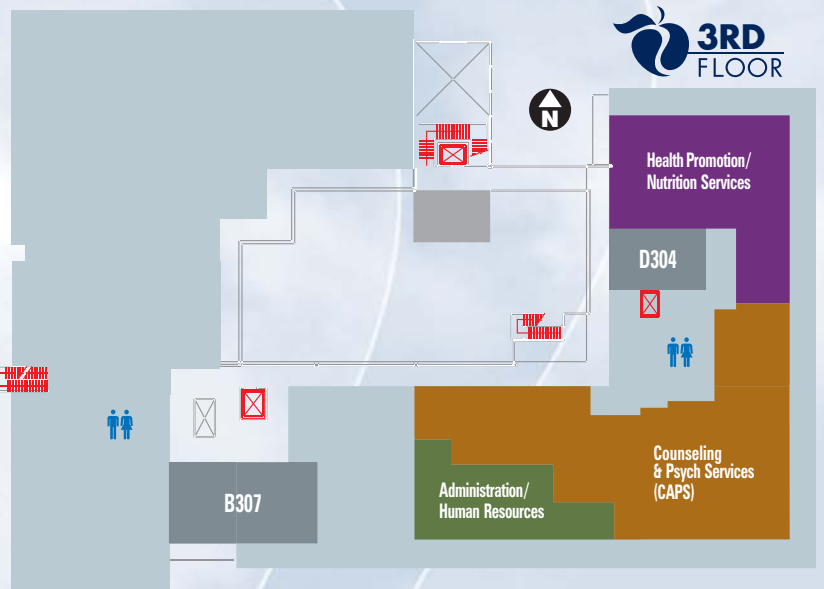 3RD
FLOOR
N
Health Promotion/
Nutrition Services
D304
Counseling
& Psych Services
(CAPS)
Administration/
Human Resources
B307